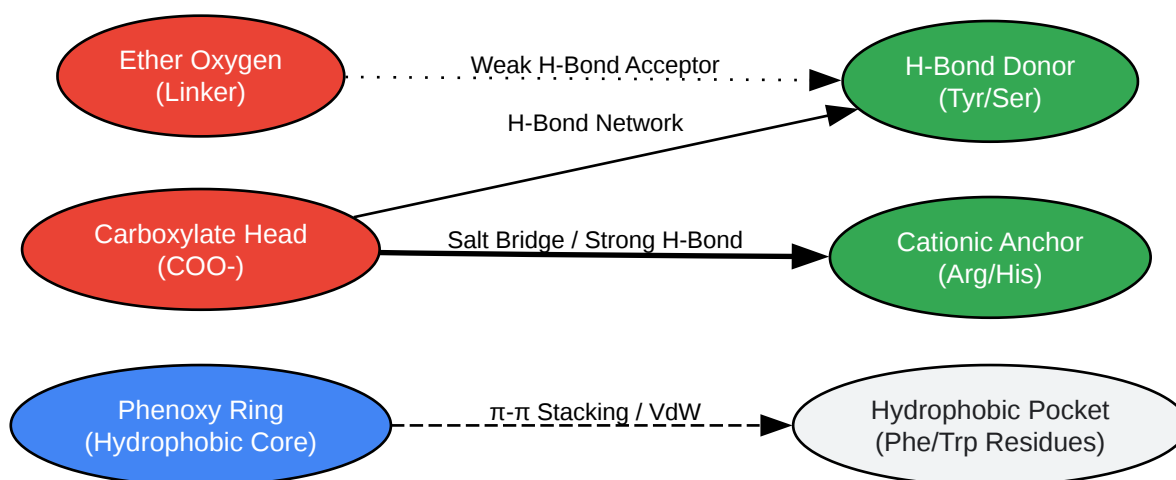 Ether Oxygen
(Linker)
Weak H-Bond Acceptor
H-Bond Donor
(Tyr/Ser)
H-Bond Network
Carboxylate Head
(COO-)
Salt Bridge / Strong H-Bond
Cationic Anchor
(Arg/His)
Phenoxy Ring
(Hydrophobic Core)
π-π Stacking / VdW
Hydrophobic Pocket
(Phe/Trp Residues)